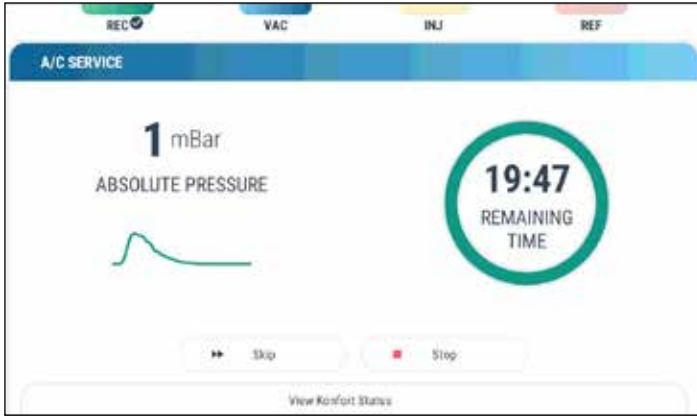 REC VAC INJ REF
A/C SERVICE
1 mBar
ABSOLUTE PRESSURE
19:47
REMAINING
TIME
Skip Stop
View Konfort Status